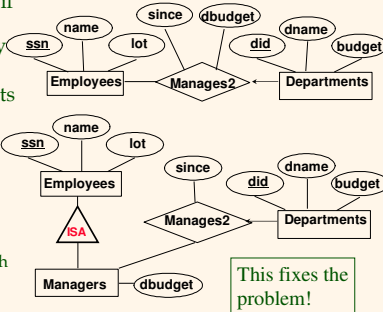 since
dbudget
name
dname
ssn
lot
did
budget
Employees
Manages2
Departments
ts
name
ssn
lot
since
dname
did
budget
Employees
Manages2
Departments
ISA
h
Managers
dbudget
This fixes the
problem!